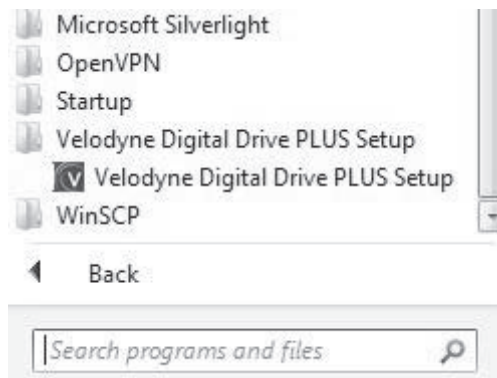 Microsoft Silverlight
OpenVPN
Startup
Velodyne Digital Drive PLUS Setup
V Velodyne Digital Drive PLUS Setup
WinSCP
Back
Search programs and files